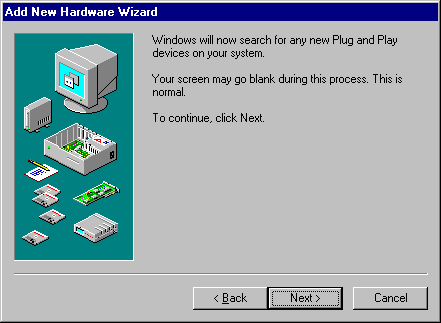 Add New Hardware Wizard
Windows will now search for any new Plug and Play
devices on your system.
Your screen may go blank during this process. This is
normal.
To continue, click Next.
< Back
Next >
Cancel